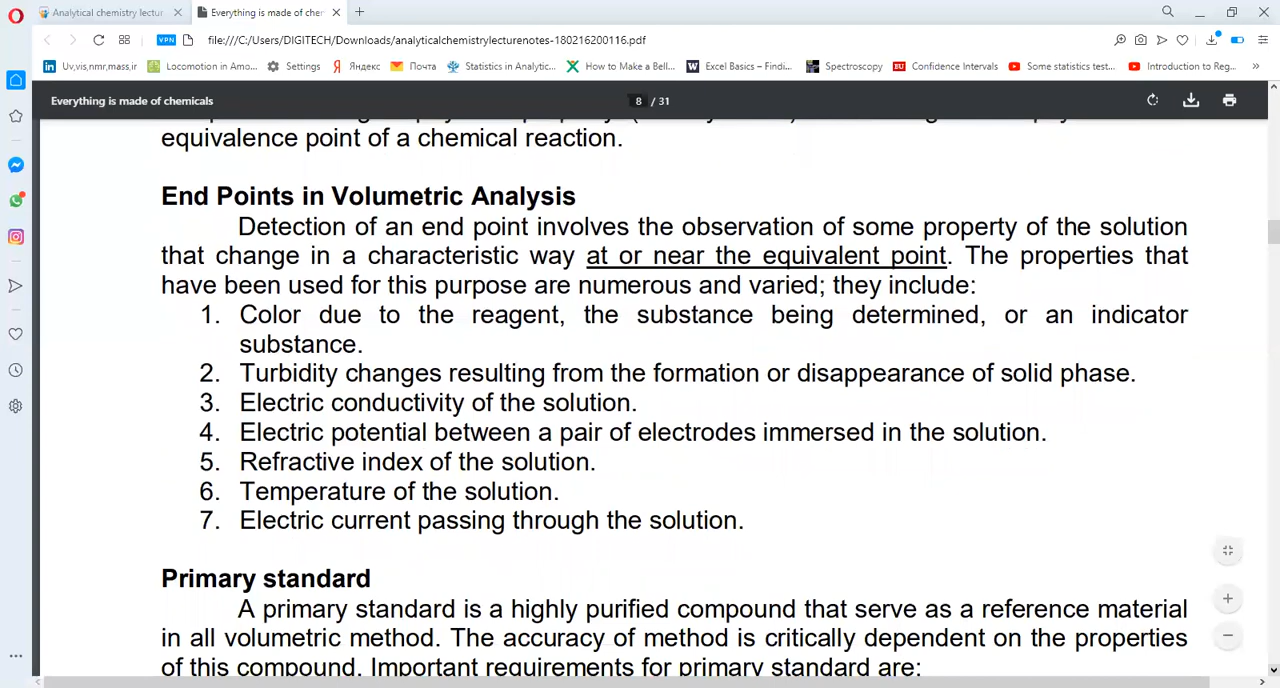 Analytical chemistry lectur
Everything is made of cher
file:///C:/Users/DIGITECH/Downloads/analyticalchemistrylecturenotes-180216200116.pdf
VPN
Uv,vis,nmr,mass,ir
Locomotion in Amo...
Settings
Яндекс
Почта
Statistics in Analytic...
How to Make a Bell...
Excel Basics – Findi...
Spectroscopy
Confidence Intervals
Some statistics test...
Introduction to Reg...
Everything is made of chemicals
8 / 31
equivalence point of a chemical reaction.
End Points in Volumetric Analysis
Detection of an end point involves the observation of some property of the solution
that change in a characteristic way at or near the equivalent point. The properties that
have been used for this purpose are numerous and varied; they include:
1. Color due to the reagent, the substance being determined, or an indicator
substance.
2. Turbidity changes resulting from the formation or disappearance of solid phase.
3. Electric conductivity of the solution.
4. Electric potential between a pair of electrodes immersed in the solution.
5. Refractive index of the solution.
6. Temperature of the solution.
7. Electric current passing through the solution.
Primary standard
A primary standard is a highly purified compound that serve as a reference material
in all volumetric method. The accuracy of method is critically dependent on the properties
of this compound. Important requirements for primary standard are: